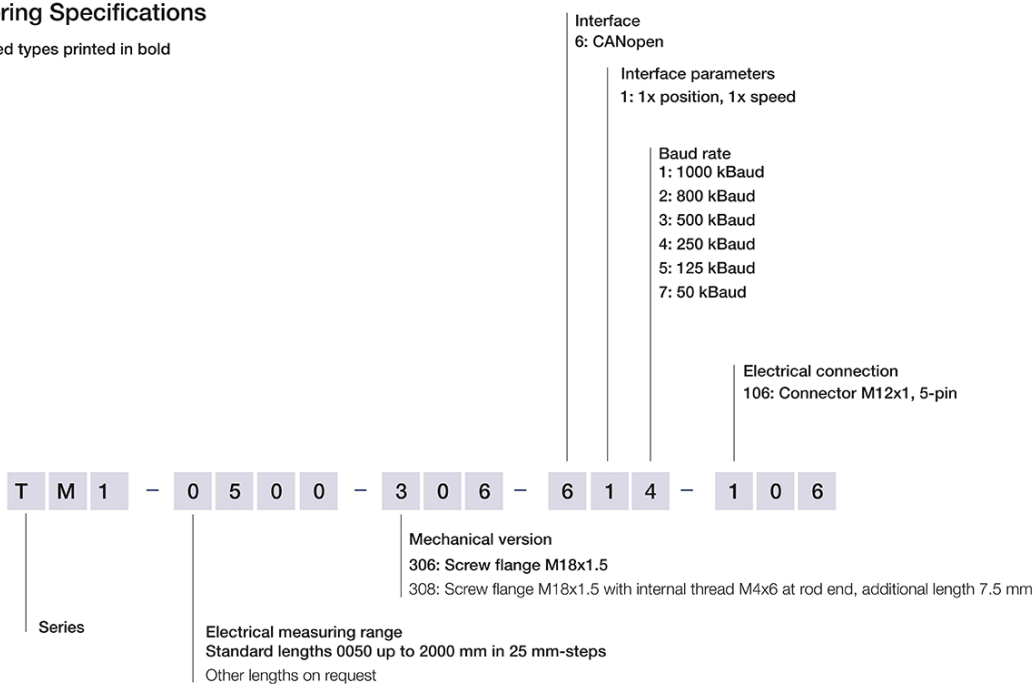 ring Specifications
ed types printed in bold
Interface
6: CANopen
Interface parameters
1: 1x position, 1x speed
Baud rate
1: 1000 kBaud
2: 800 kBaud
3: 500 kBaud
4: 250 kBaud
5: 125 kBaud
7: 50 kBaud
Electrical connection
106: Connector M12x1, 5-pin
T M 1 – 0 5 0 0 – 3 0 6 – 6 1 4 – 1 0 6
Mechanical version
306: Screw flange M18x1.5
308: Screw flange M18x1.5 with internal thread M4x6 at rod end, additional length 7.5 mm
Series
Electrical measuring range
Standard lengths 0050 up to 2000 mm in 25 mm-steps
Other lengths on request